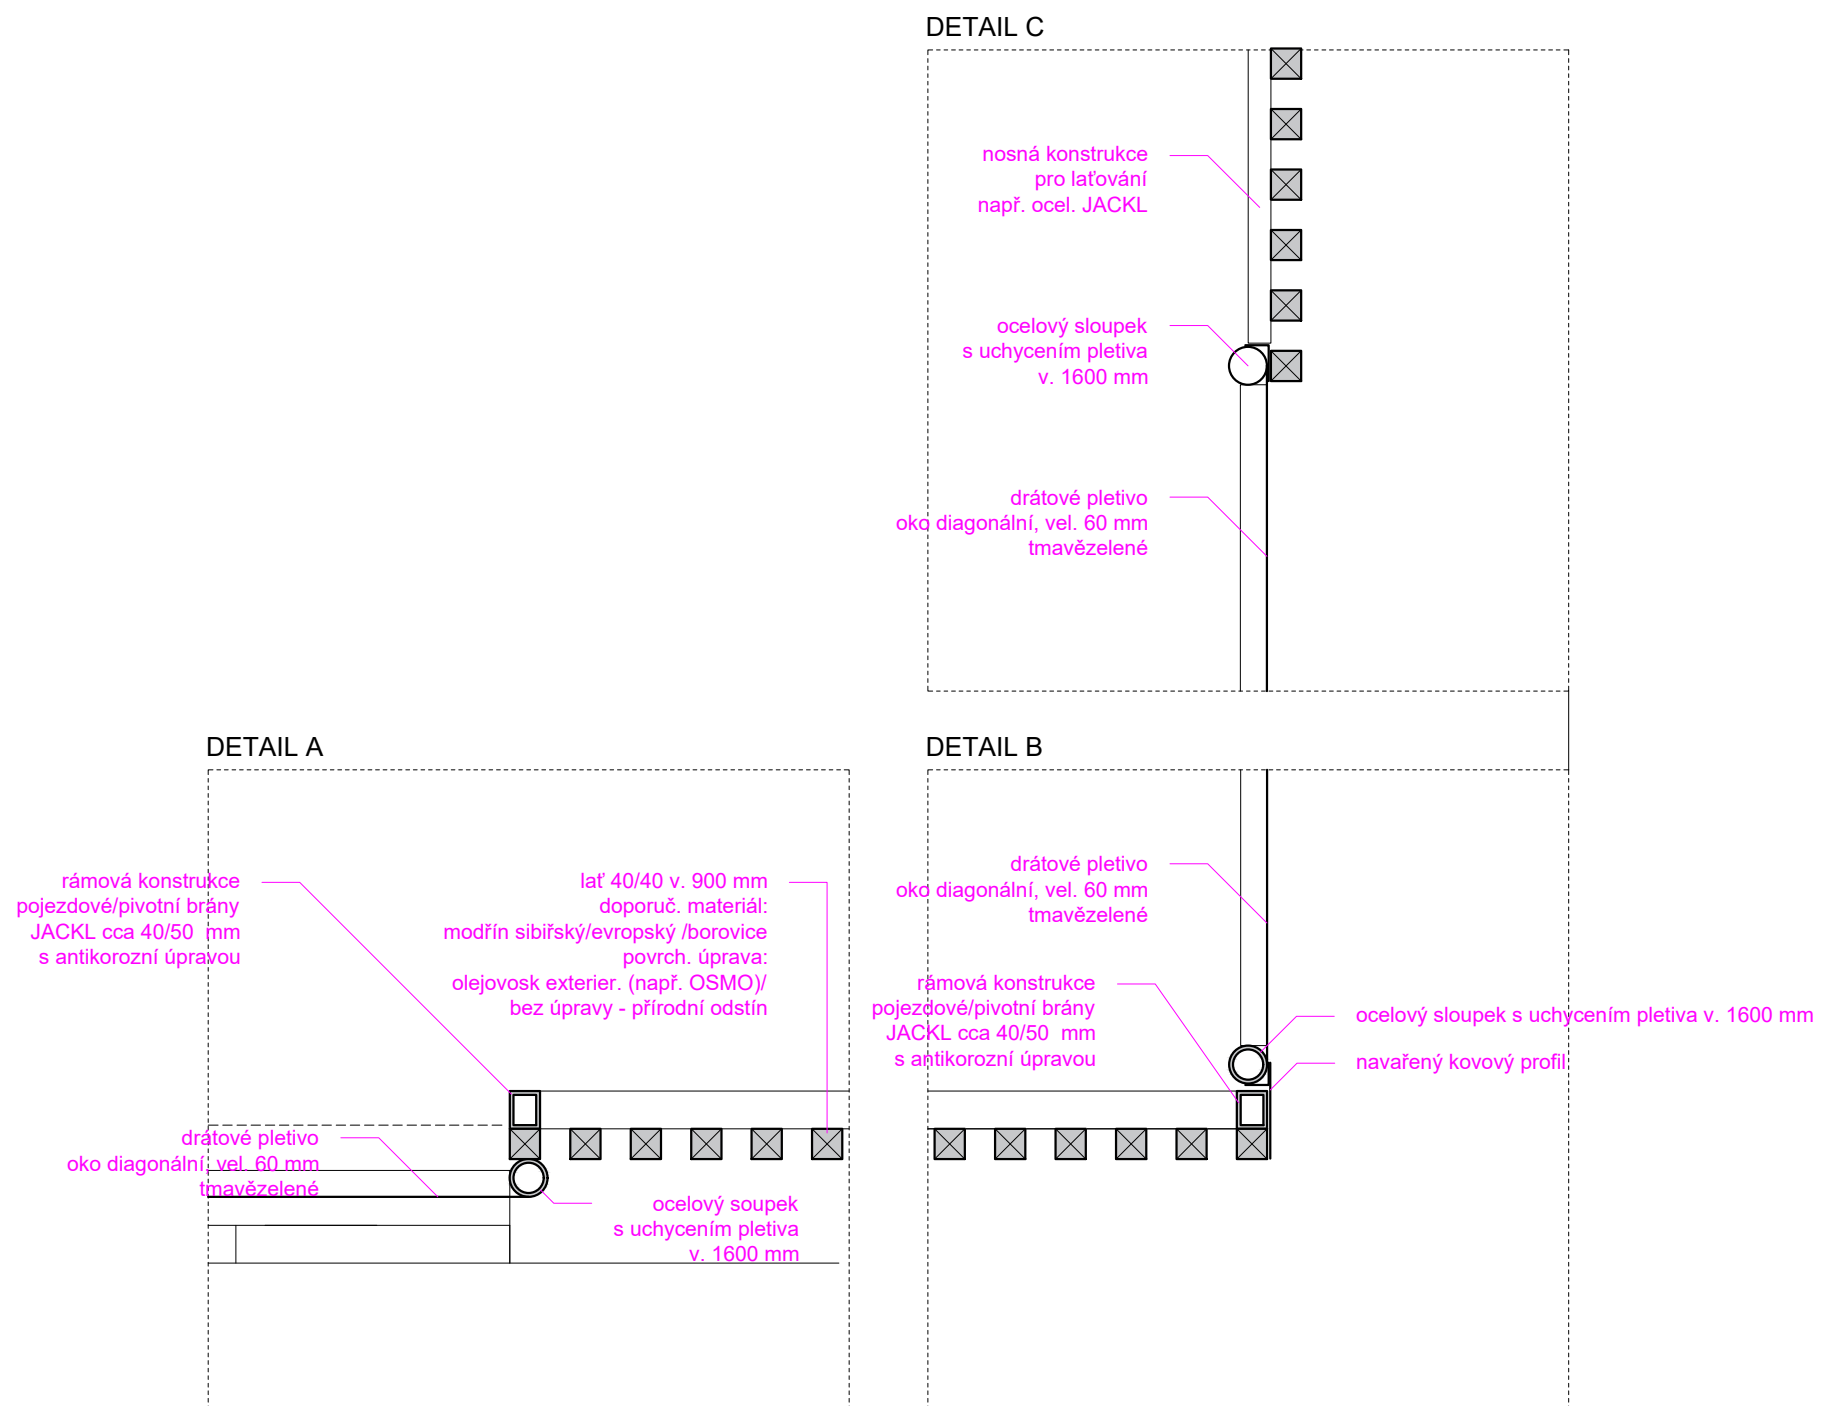 DETAIL C
nosná konstrukce
pro laťování
např. ocel. JACKL
ocelový sloupek
s uchycením pletiva
v. 1600 mm
drátové pletivo
oko diagonální, vel. 60 mm
tmavězelené
DETAIL A
rámová konstrukce
pojezdové/pivotní brány
JACKL cca 40/50 mm
s antikorozní úpravou
lať 40/40 v. 900 mm
doporuč. materiál:
modřín sibiřský/evropský /borovice
povrch. úprava:
olejovosk exterier. (např. OSMO)/
bez úpravy - přírodní odstín
drátové pletivo
oko diagonální, vel. 60 mm
tmavězelené
ocelový soupek
s uchycením pletiva
v. 1600 mm
DETAIL B
drátové pletivo
oko diagonální, vel. 60 mm
tmavězelené
rámová konstrukce
pojezdové/pivotní brány
JACKL cca 40/50 mm
s antikorozní úpravou
ocelový sloupek s uchycením pletiva v. 1600 mm
navařený kovový profil